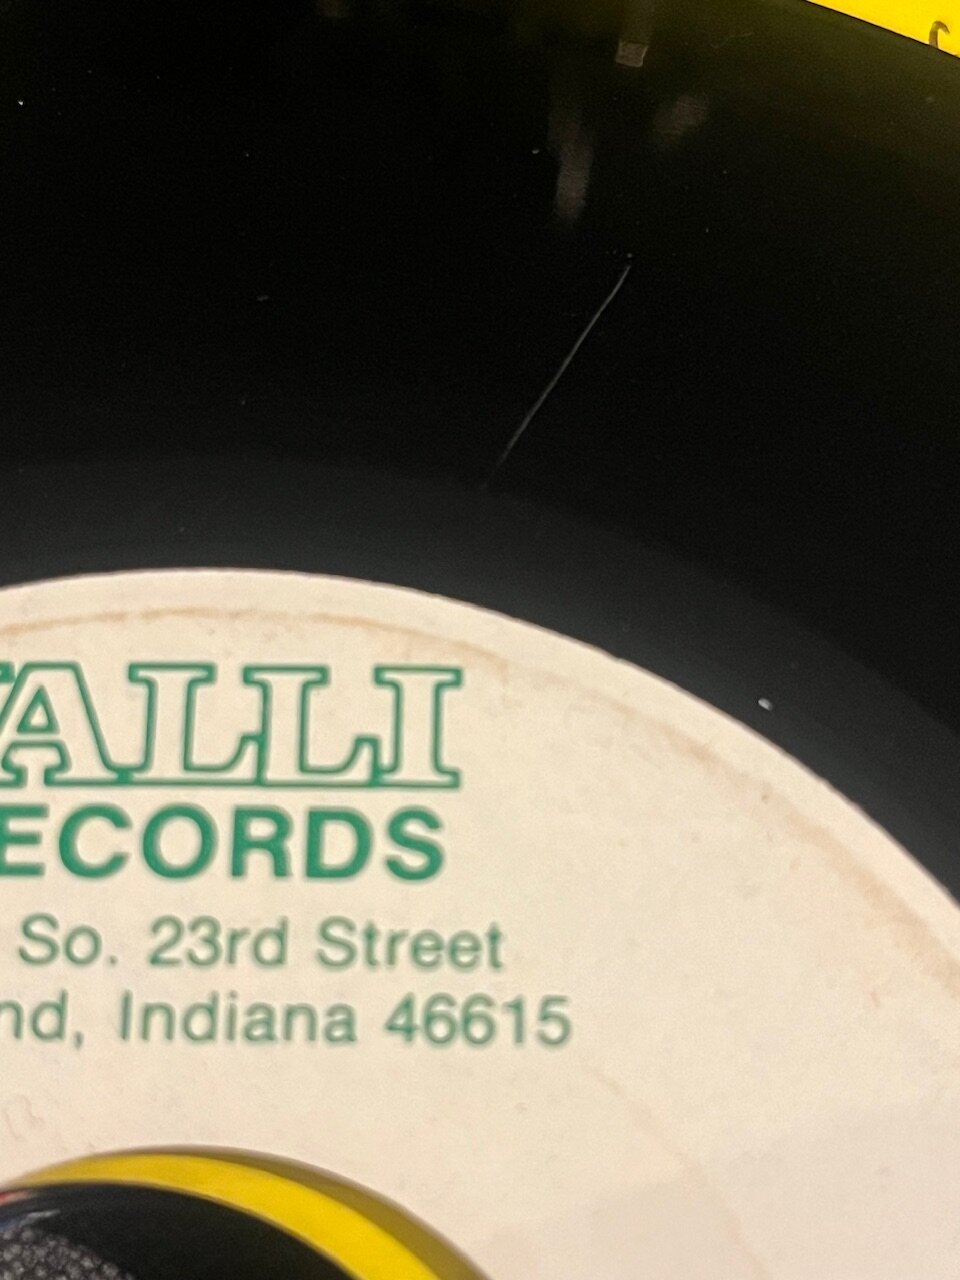 ALLI
ECORDS
So. 23rd Street
nd, Indiana 46615